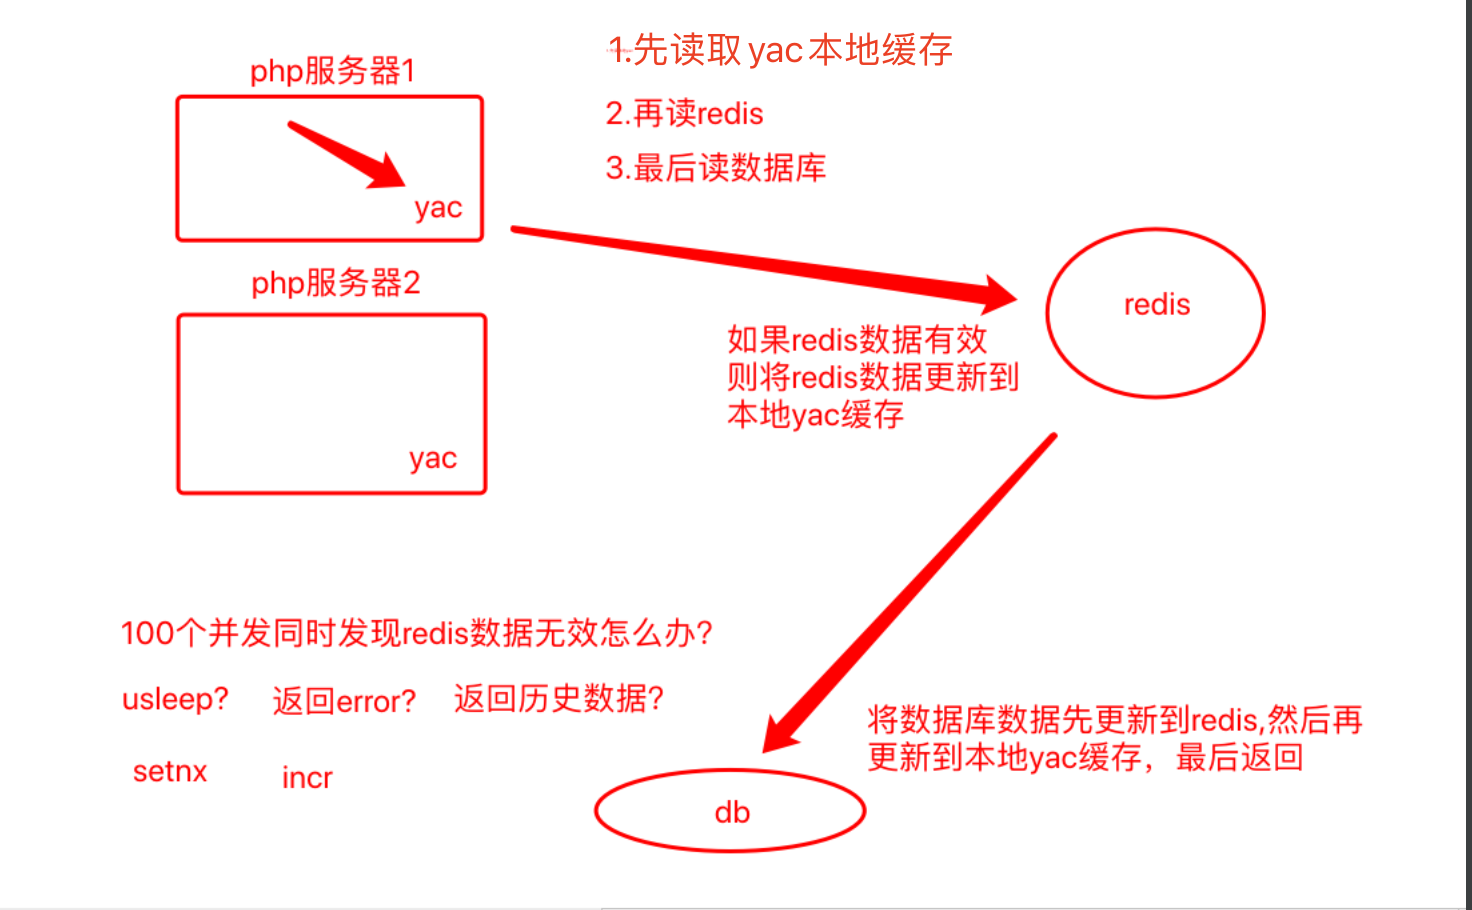 php服务器1
yac
php服务器2
yac
1.先读取yac本地缓存
2.再读redis
3.最后读数据库
redis
如果redis数据有效
则将redis数据更新到
本地yac缓存
100个并发同时发现redis数据无效怎么办?
usleep? 返回error? 返回历史数据?
setnx incr
db
将数据库数据先更新到redis,然后再
更新到本地yac缓存，最后返回